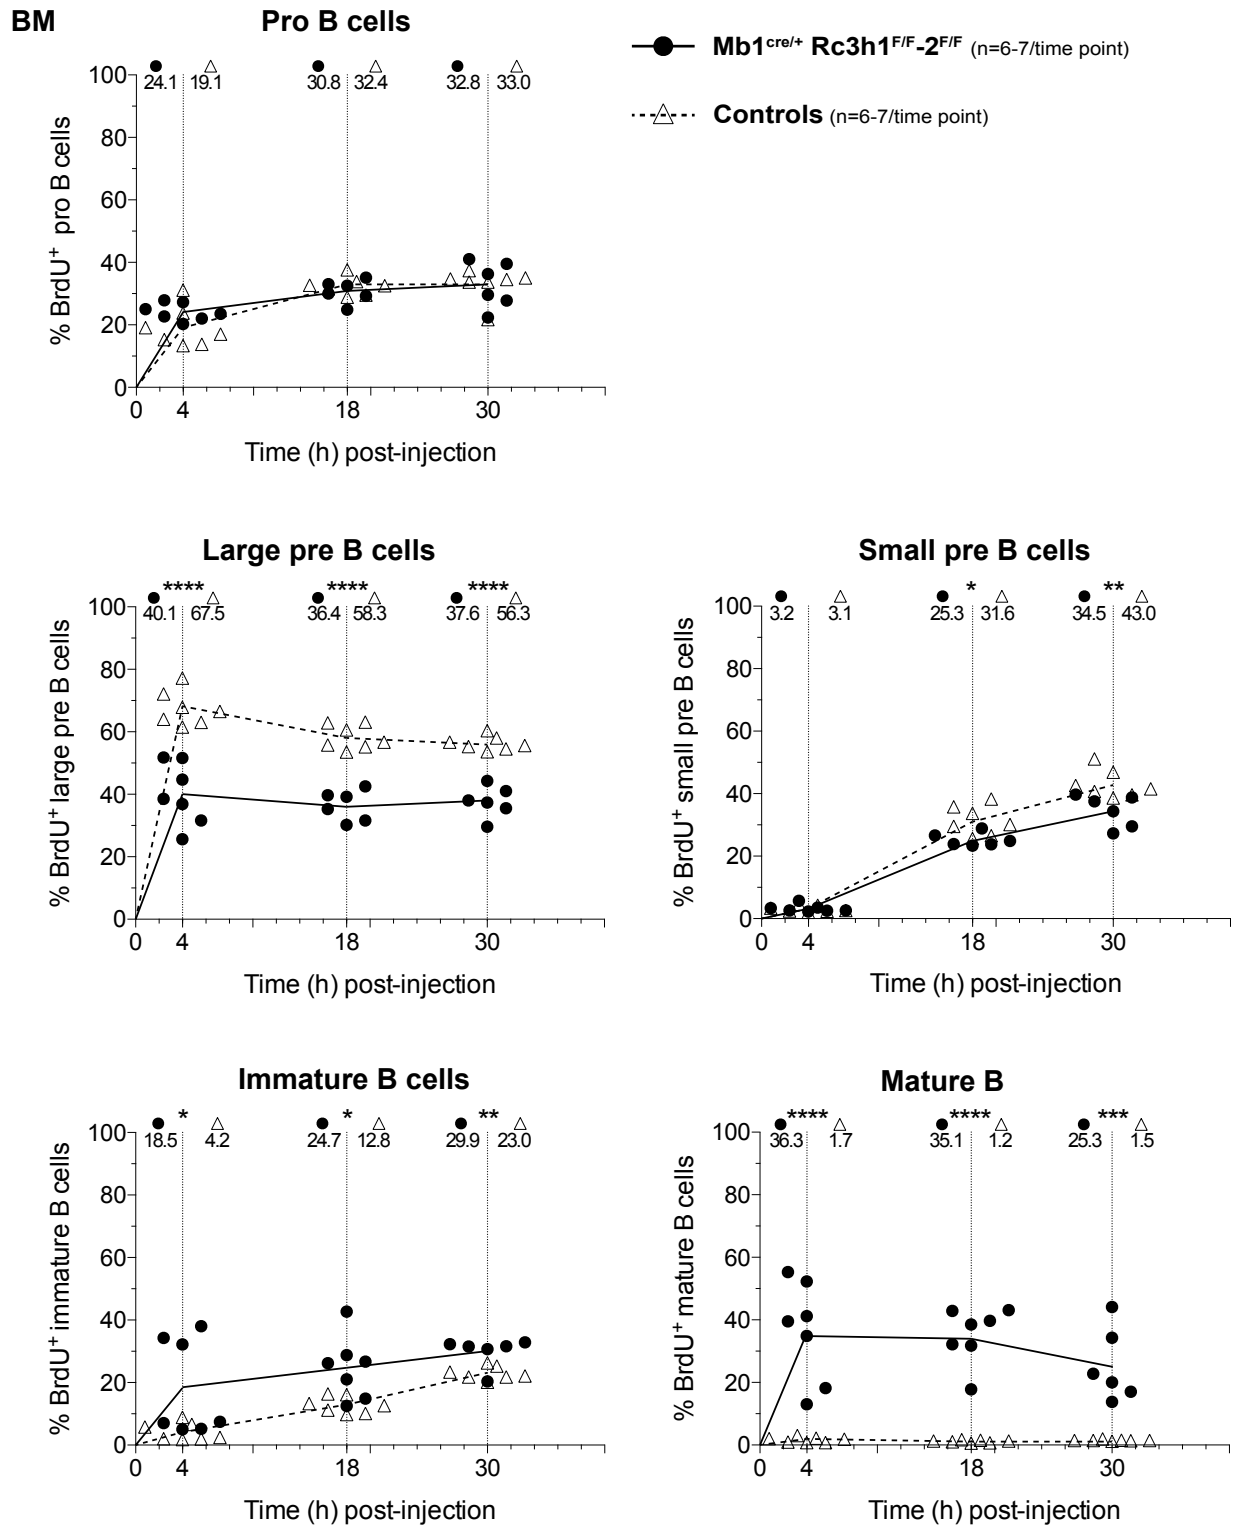 BM
Pro B cells
Mb1cre/+ Rc3h1F/F-2F/F (n=6-7/time point)
Controls (n=6-7/time point)
24.1 19.1 30.8 32.4 32.8 33.0
% BrdU+ pro B cells
100
80
60
40
20
0
0 4 18 30
Time (h) post-injection
Large pre B cells
**** **** ****
40.1 67.5 36.4 58.3 37.6 56.3
% BrdU+ large pre B cells
100
80
60
40
20
0
0 4 18 30
Time (h) post-injection
Small pre B cells
* **
3.2 3.1 25.3 31.6 34.5 43.0
% BrdU+ small pre B cells
100
80
60
40
20
0
0 4 18 30
Time (h) post-injection
Immature B cells
* * **
18.5 4.2 24.7 12.8 29.9 23.0
% BrdU+ immature B cells
100
80
60
40
20
0
0 4 18 30
Time (h) post-injection
Mature B
**** **** ***
36.3 1.7 35.1 1.2 25.3 1.5
% BrdU+ mature B cells
100
80
60
40
20
0
0 4 18 30
Time (h) post-injection